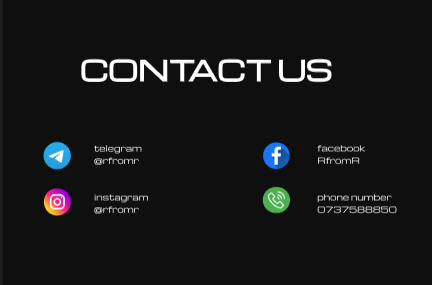 CONTACT US
telegram
@rfromr
facebook
RfromR
instagram
@rfromr
phone number
0737588850